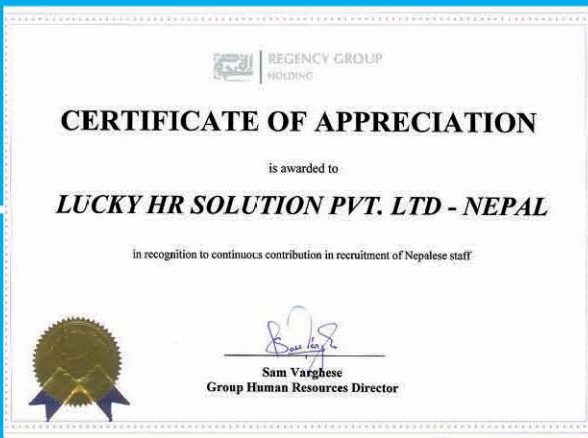 REGENCY GROUP
HOLDING
CERTIFICATE OF APPRECIATION
is awarded to
LUCKY HR SOLUTION PVT. LTD - NEPAL
in recognition to continuous contribution in recruitment of Nepalese staff
Sam Varghese
Group Human Resources Director